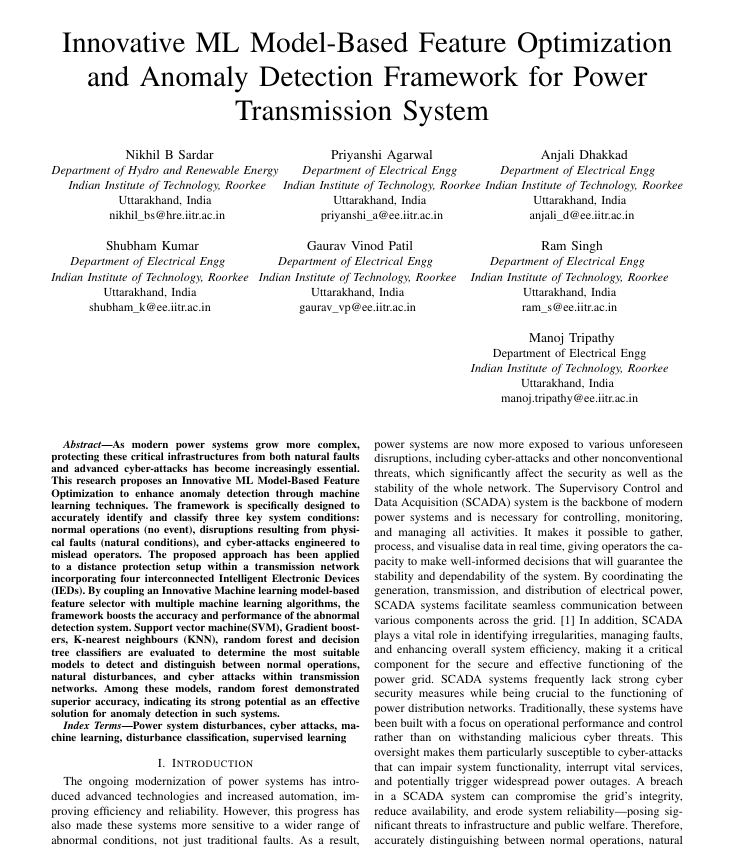 Innovative ML Model-Based Feature Optimization
and Anomaly Detection Framework for Power
Transmission System
Nikhil B Sardar
Department of Hydro and Renewable Energy
Indian Institute of Technology, Roorkee
Uttarakhand, India
nikhil_bs@hre.iitr.ac.in
Priyanshi Agarwal
Department of Electrical Engg
Indian Institute of Technology, Roorkee
Uttarakhand, India
priyanshi_a@ee.iitr.ac.in
Anjali Dhakkad
Department of Electrical Engg
Indian Institute of Technology, Roorkee
Uttarakhand, India
anjali_d@ee.iitr.ac.in
Shubham Kumar
Department of Electrical Engg
Indian Institute of Technology, Roorkee
Uttarakhand, India
shubham_k@ee.iitr.ac.in
Gaurav Vinod Patil
Department of Electrical Engg
Indian Institute of Technology, Roorkee
Uttarakhand, India
gaurav_vp@ee.iitr.ac.in
Ram Singh
Department of Electrical Engg
Indian Institute of Technology, Roorkee
Uttarakhand, India
ram_s@ee.iitr.ac.in
Manoj Tripathy
Department of Electrical Engg
Indian Institute of Technology, Roorkee
Uttarakhand, India
manoj.tripathy@ee.iitr.ac.in
Abstract—As modern power systems grow more complex,
protecting these critical infrastructures from both natural faults
and advanced cyber-attacks has become increasingly essential.
This research proposes an Innovative ML Model-Based Feature
Optimization to enhance anomaly detection through machine
learning techniques. The framework is specifically designed to
accurately identify and classify three key system conditions:
normal operations (no event), disruptions resulting from physi-
cal faults (natural conditions), and cyber-attacks engineered to
mislead operators. The proposed approach has been applied
to a distance protection setup within a transmission network
incorporating four interconnected Intelligent Electronic Devices
(IEDs). By coupling an Innovative Machine learning model-based
feature selector with multiple machine learning algorithms, the
framework boosts the accuracy and performance of the abnormal
detection system. Support vector machine(SVM), Gradient boost-
ers, K-nearest neighbours (KNN), random forest and decision
tree classifiers are evaluated to determine the most suitable
models to detect and distinguish between normal operations,
natural disturbances, and cyber attacks within transmission
networks. Among these models, random forest demonstrated
superior accuracy, indicating its strong potential as an effective
solution for anomaly detection in such systems.
Index Terms—Power system disturbances, cyber attacks, ma-
chine learning, disturbance classification, supervised learning
I. INTRODUCTION
The ongoing modernization of power systems has intro-
duced advanced technologies and increased automation, im-
proving efficiency and reliability. However, this progress has
also made these systems more sensitive to a wider range of
abnormal conditions, not just traditional faults. As a result,
power systems are now more exposed to various unforeseen
disruptions, including cyber-attacks and other nonconventional
threats, which significantly affect the security as well as the
stability of the whole network. The Supervisory Control and
Data Acquisition (SCADA) system is the backbone of modern
power systems and is necessary for controlling, monitoring,
and managing all activities. It makes it possible to gather,
process, and visualise data in real time, giving operators the ca-
pacity to make well-informed decisions that will guarantee the
stability and dependability of the system. By coordinating the
generation, transmission, and distribution of electrical power,
SCADA systems facilitate seamless communication between
various components across the grid. [1] In addition, SCADA
plays a vital role in identifying irregularities, managing faults,
and enhancing overall system efficiency, making it a critical
component for the secure and effective functioning of the
power grid. SCADA systems frequently lack strong cyber
security measures while being crucial to the functioning of
power distribution networks. Traditionally, these systems have
been built with a focus on operational performance and control
rather than on withstanding malicious cyber threats. This
oversight makes them particularly susceptible to cyber-attacks
that can impair system functionality, interrupt vital services,
and potentially trigger widespread power outages. A breach
in a SCADA system can compromise the grid's integrity,
reduce availability, and erode system reliability—posing sig-
nificant threats to infrastructure and public welfare. Therefore,
accurately distinguishing between normal operations, natural